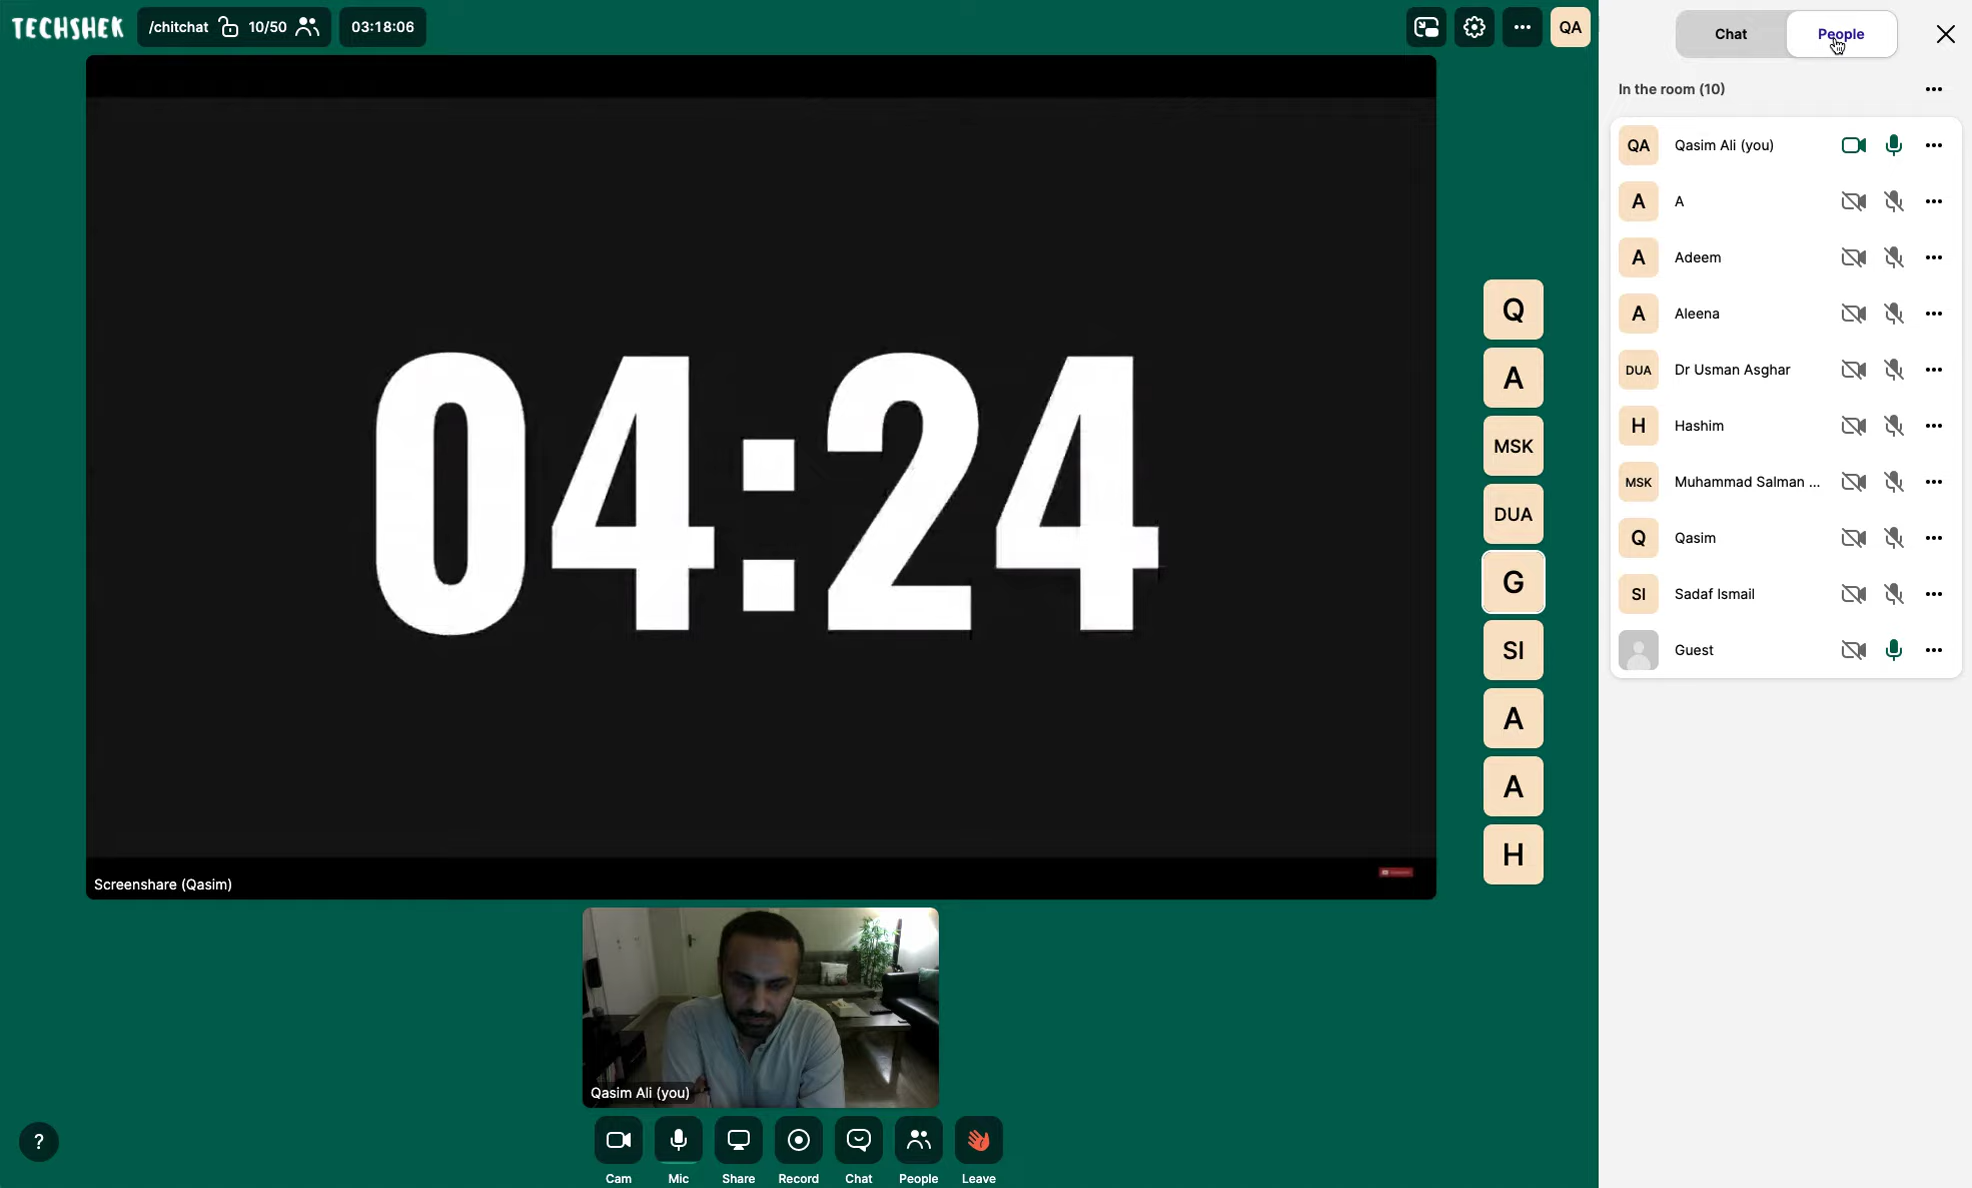 TECHSHEK
/chitchat 10/50
03:18:06
QA
04:24
Screenshare (Qasim)
Q
A
MSK
DUA
G
SI
A
A
H
Qasim Ali (you)
?
Cam
Mic
Share
Record
Chat
People
Leave
Chat
People
In the room (10)
QA Qasim Ali (you)
A A
A Adeem
A Aleena
DUA Dr Usman Asghar
H Hashim
MSK Muhammad Salman ...
Q Qasim
SI Sadaf Ismail
Guest